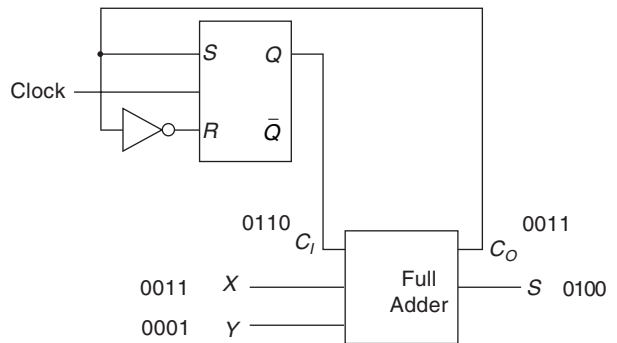 S Q
Clock
R Q̄
0110 0011
C_I C_O
0011 X Full S 0100
Adder
0001 Y